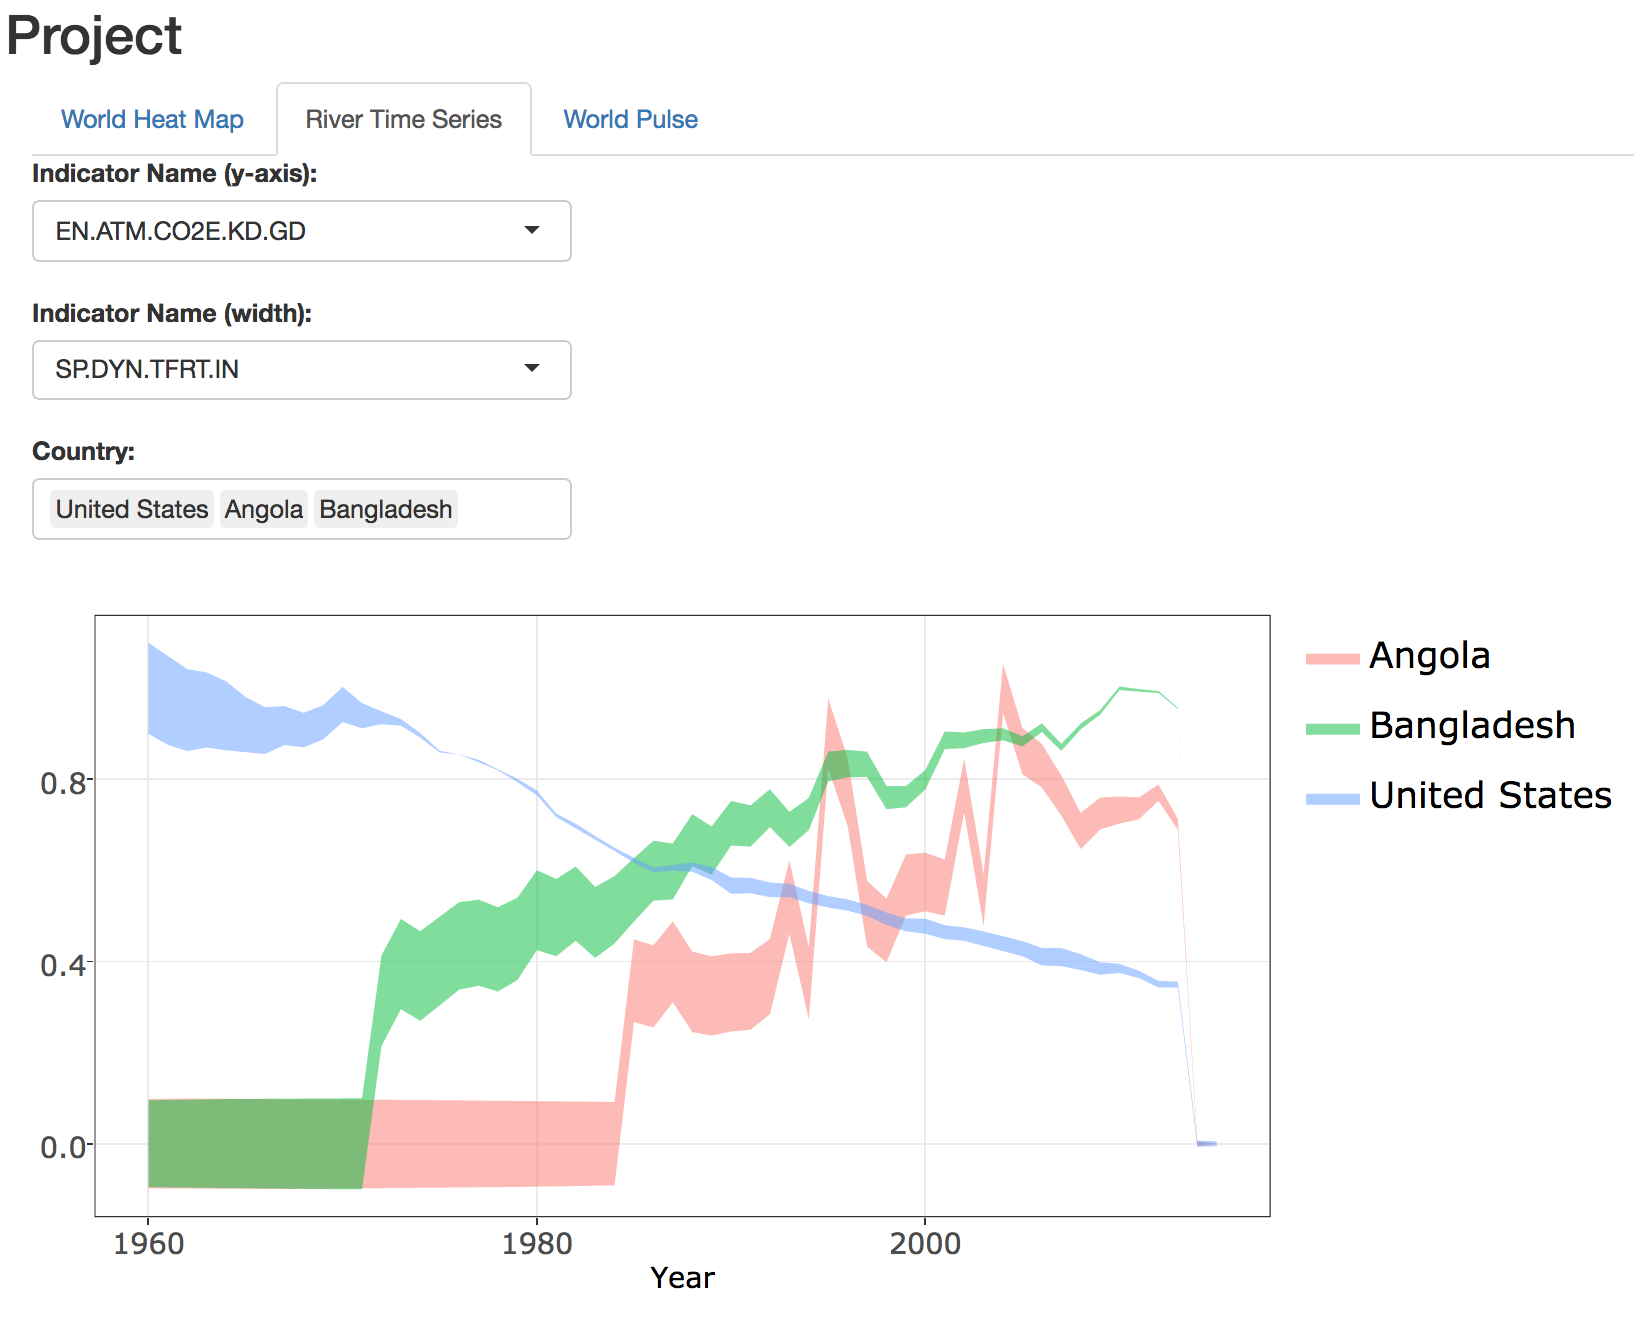 Project
World Heat Map River Time Series World Pulse
Indicator Name (y-axis):
EN.ATM.CO2E.KD.GD
Indicator Name (width):
SP.DYN.TFRT.IN
Country:
United States Angola Bangladesh
Angola
Bangladesh
United States
0.8
0.4
0.0
1960 1980 2000
Year